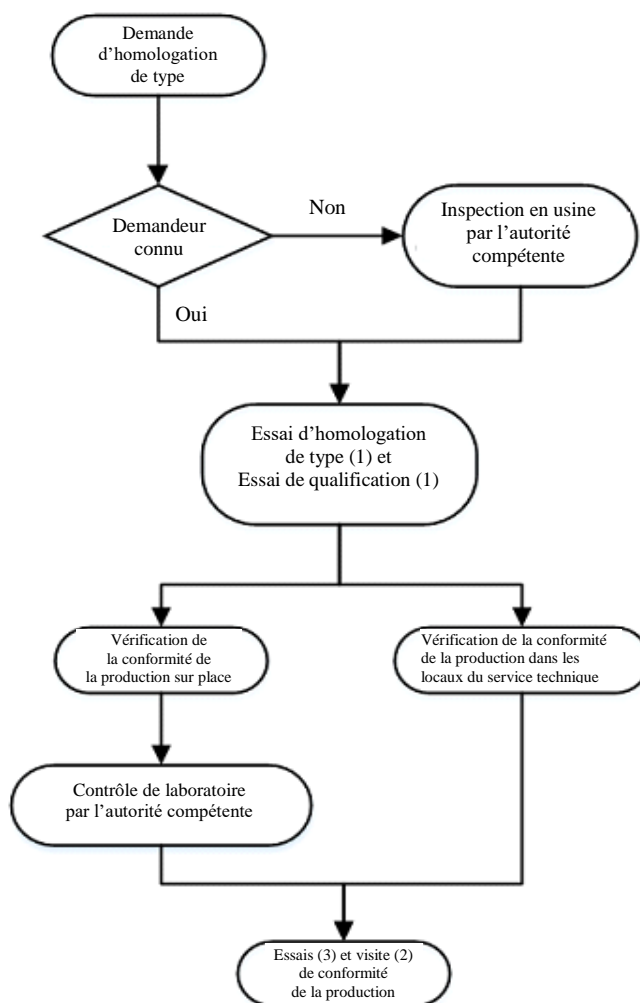 Demande
d’homologation
de type
Demandeur
connu
Non
Inspection en usine
par l’autorité
compétente
Oui
Essai d’homologation
de type (1) et
Essai de qualification (1)
Vérification de
la conformité de
la production sur place
Vérification de la conformité
de la production dans les
locaux du service technique
Contrôle de laboratoire
par l’autorité compétente
Essais (3) et visite (2)
de conformité
de la production